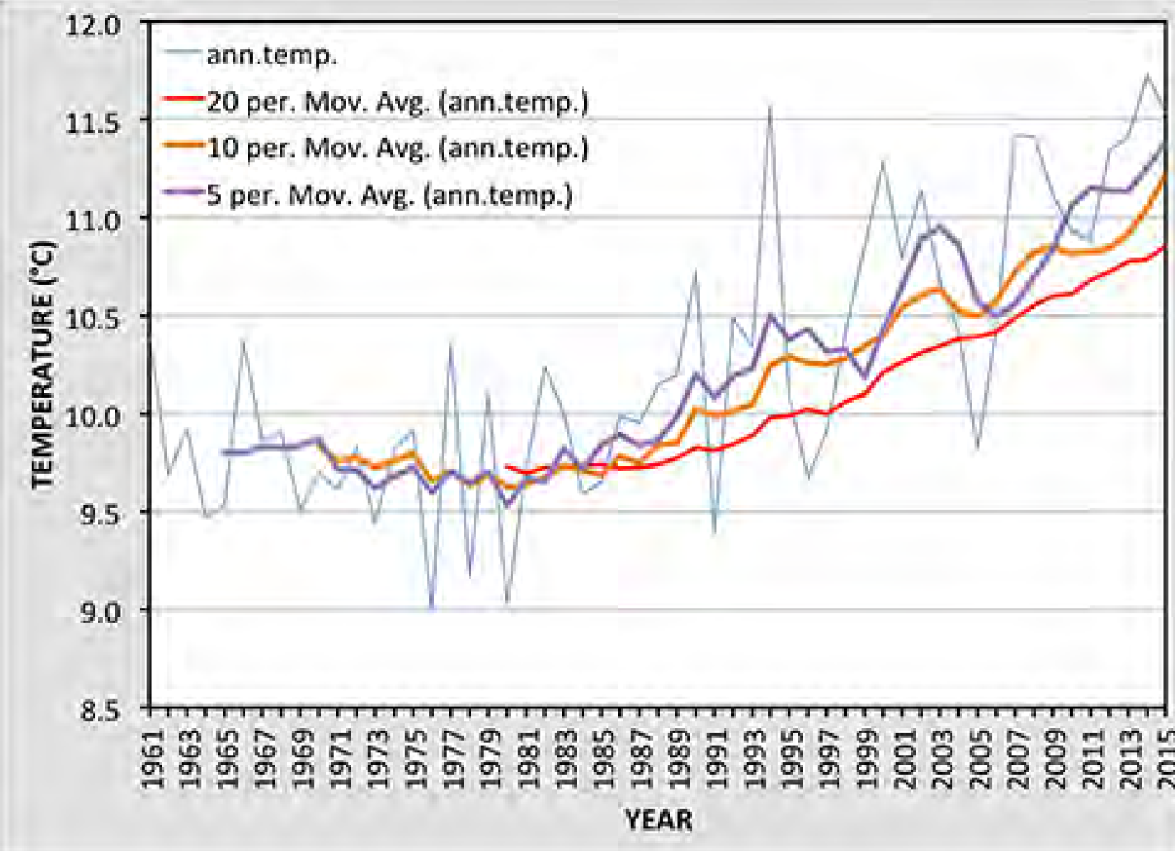 12.0
11.5
11.0
10.5
10.0
9.5
9.0
8.5
ann.temp.
20 per. Mov. Avg. (ann.temp.)
10 per. Mov. Avg. (ann.temp.)
5 per. Mov. Avg. (ann.temp.)
TEMPERATURE (°C)
1961 1963 1965 1967 1969 1971 1973 1975 1977 1979 1981 1983 1985 1987 1989 1991 1993 1995 1997 1999 2001 2003 2005 2007 2009 2011 2013 2015
YEAR